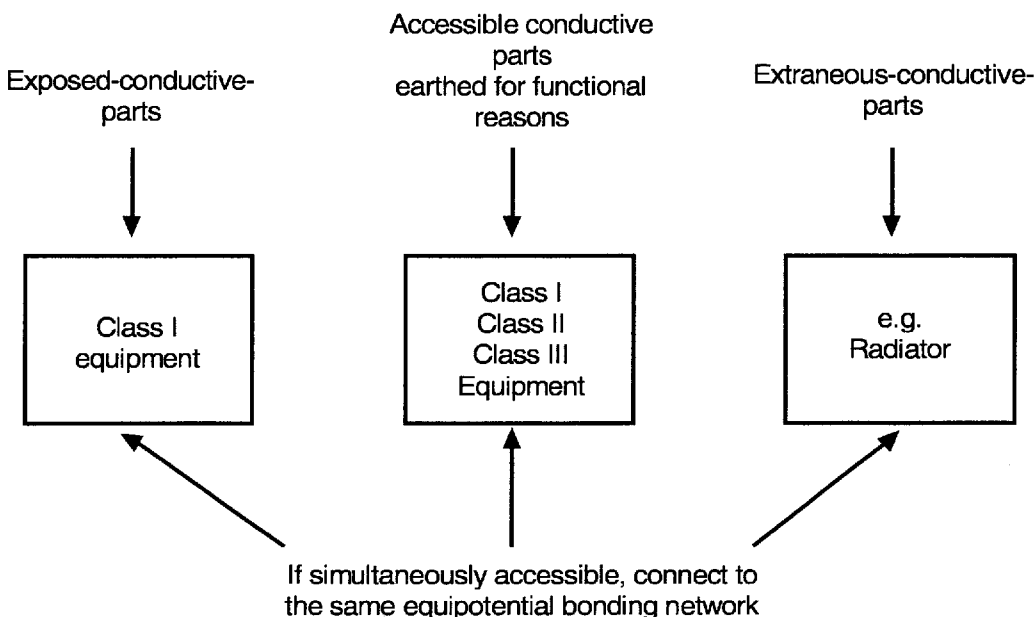 Exposed-conductive-
parts
Accessible conductive
parts
earthed for functional
reasons
Extraneous-conductive-
parts
Class I
equipment
Class I
Class II
Class III
Equipment
e.g.
Radiator
If simultaneously accessible, connect to
the same equipotential bonding network